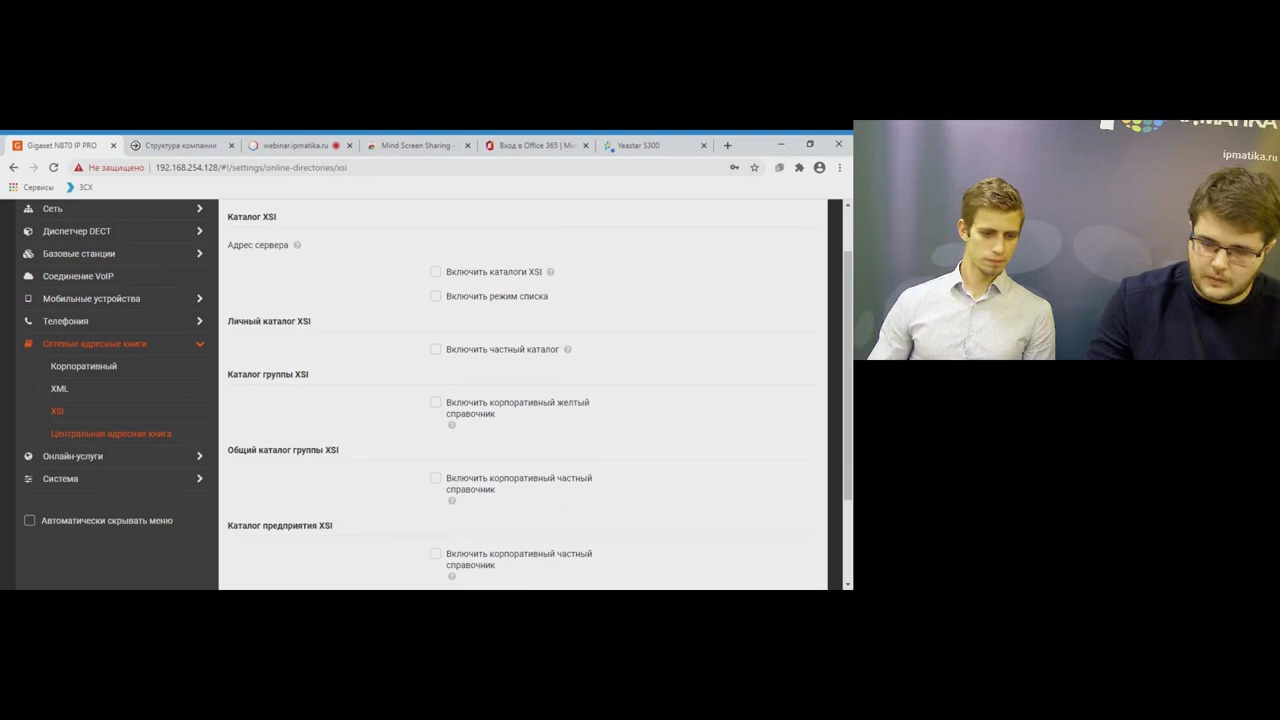 Gigaset N870 IP PRO
Структура компании
webinar.ipmatika.ru
Mind Screen Sharing -
Вход в Office 365 | Mic
Yeastar S300
Не защищено
192.168.254.128/#!/settings/online-directories/xsi
Сервисы
3CX
Сеть
Диспетчер DECT
Базовые станции
Соединение VoIP
Мобильные устройства
Телефония
Сетевые адресные книги
Корпоративный
XML
XSI
Центральная адресная книга
Онлайн-услуги
Система
Автоматически скрывать меню
Каталог XSI
Адрес сервера
Включить каталоги XSI
Включить режим списка
Личный каталог XSI
Включить частный каталог
Каталог группы XSI
Включить корпоративный желтый
справочник
Общий каталог группы XSI
Включить корпоративный частный
справочник
Каталог предприятия XSI
Включить корпоративный частный
справочник
ipmatika.ru